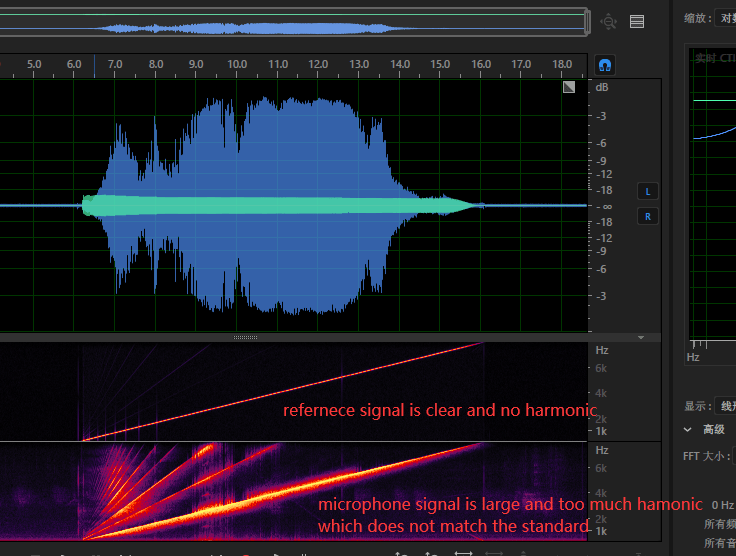 缩放: 对数
5.0 6.0 7.0 8.0 9.0 10.0 11.0 12.0 13.0 14.0 15.0 16.0 17.0 18.0
dB
实时 CTI
-3
-6
-9
-12
-18
-∞
-18
-12
-9
-6
-3
L
R
Hz
Hz
6k
4k
2k
1k
refernece signal is clear and no harmonic
显示: 线形
高级
Hz
FFT 大小:
6k
4k
2k
1k
microphone signal is large and too much hamonic
which does not match the standard
0 Hz
所有频
所有音